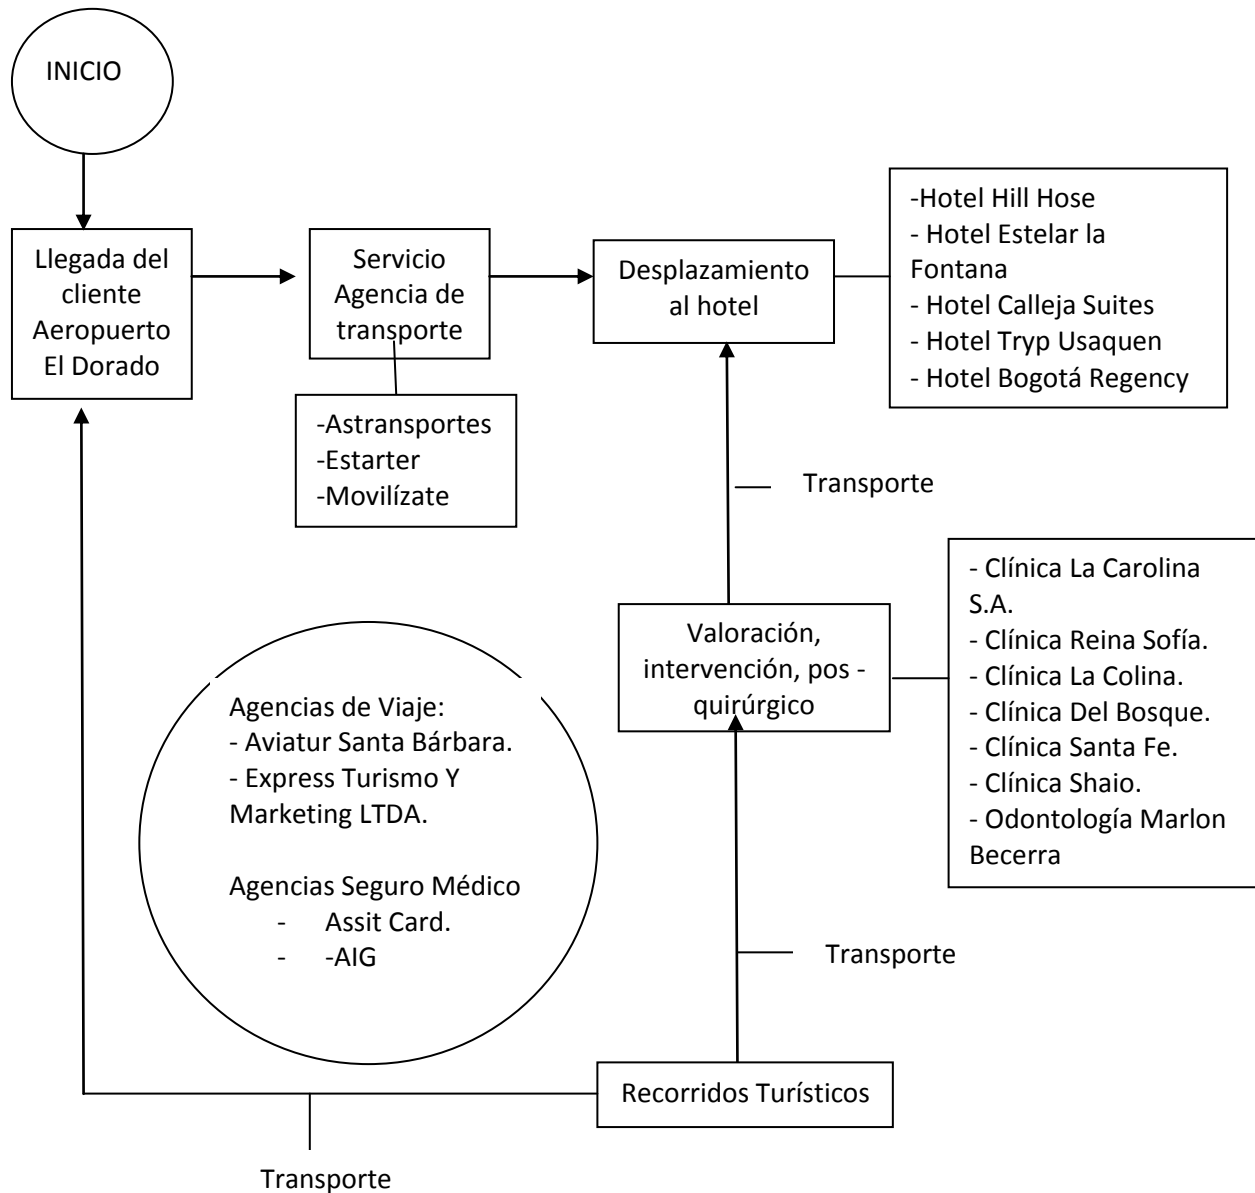 INICIO
Llegada del
cliente
Aeropuerto
El Dorado
Servicio
Agencia de
transporte
Desplazamiento
al hotel
-Hotel Hill Hose
- Hotel Estelar la
Fontana
- Hotel Calleja Suites
- Hotel Tryp Usaquen
- Hotel Bogotá Regency
-Astransportes
-Estarter
-Movilízate
Transporte
Valoración,
intervención, pos -
quirúrgico
- Clínica La Carolina
S.A.
- Clínica Reina Sofía.
- Clínica La Colina.
- Clínica Del Bosque.
- Clínica Santa Fe.
- Clínica Shaio.
- Odontología Marlon
Becerra
Agencias de Viaje:
- Aviatur Santa Bárbara.
- Express Turismo Y
Marketing LTDA.
Agencias Seguro Médico
- Assit Card.
- -AIG
Transporte
Recorridos Turísticos
Transporte